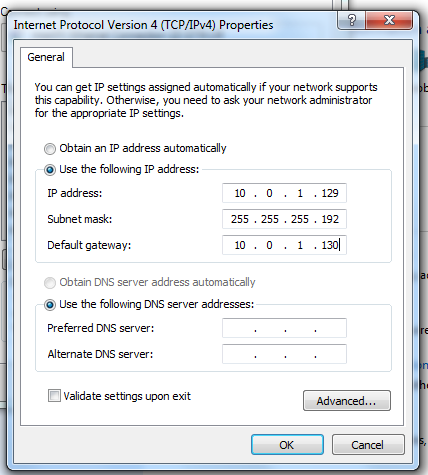 Internet Protocol Version 4 (TCP/IPv4) Properties
General
You can get IP settings assigned automatically if your network supports
this capability. Otherwise, you need to ask your network administrator
for the appropriate IP settings.
Obtain an IP address automatically
Use the following IP address:
IP address: 10 . 0 . 1 . 129
Subnet mask: 255 . 255 . 255 . 192
Default gateway: 10 . 0 . 1 . 130
Obtain DNS server address automatically
Use the following DNS server addresses:
Preferred DNS server: . . .
Alternate DNS server: . . .
Validate settings upon exit
Advanced...
OK Cancel